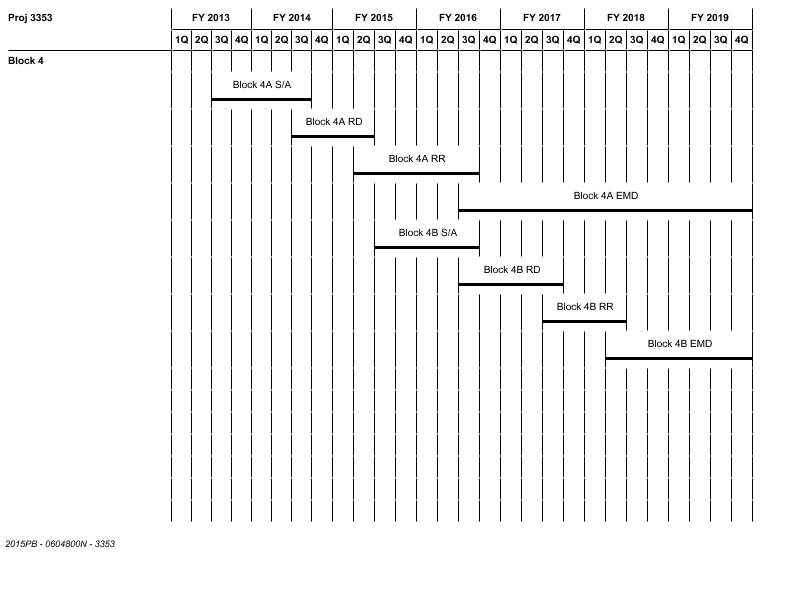 Proj 3353 FY 2013 FY 2014 FY 2015 FY 2016 FY 2017 FY 2018 FY 2019
1Q 2Q 3Q 4Q 1Q 2Q 3Q 4Q 1Q 2Q 3Q 4Q 1Q 2Q 3Q 4Q 1Q 2Q 3Q 4Q 1Q 2Q 3Q 4Q 1Q 2Q 3Q 4Q
Block 4
Block 4A S/A
Block 4A RD
Block 4A RR
Block 4A EMD
Block 4B S/A
Block 4B RD
Block 4B RR
Block 4B EMD
2015PB - 0604800N - 3353